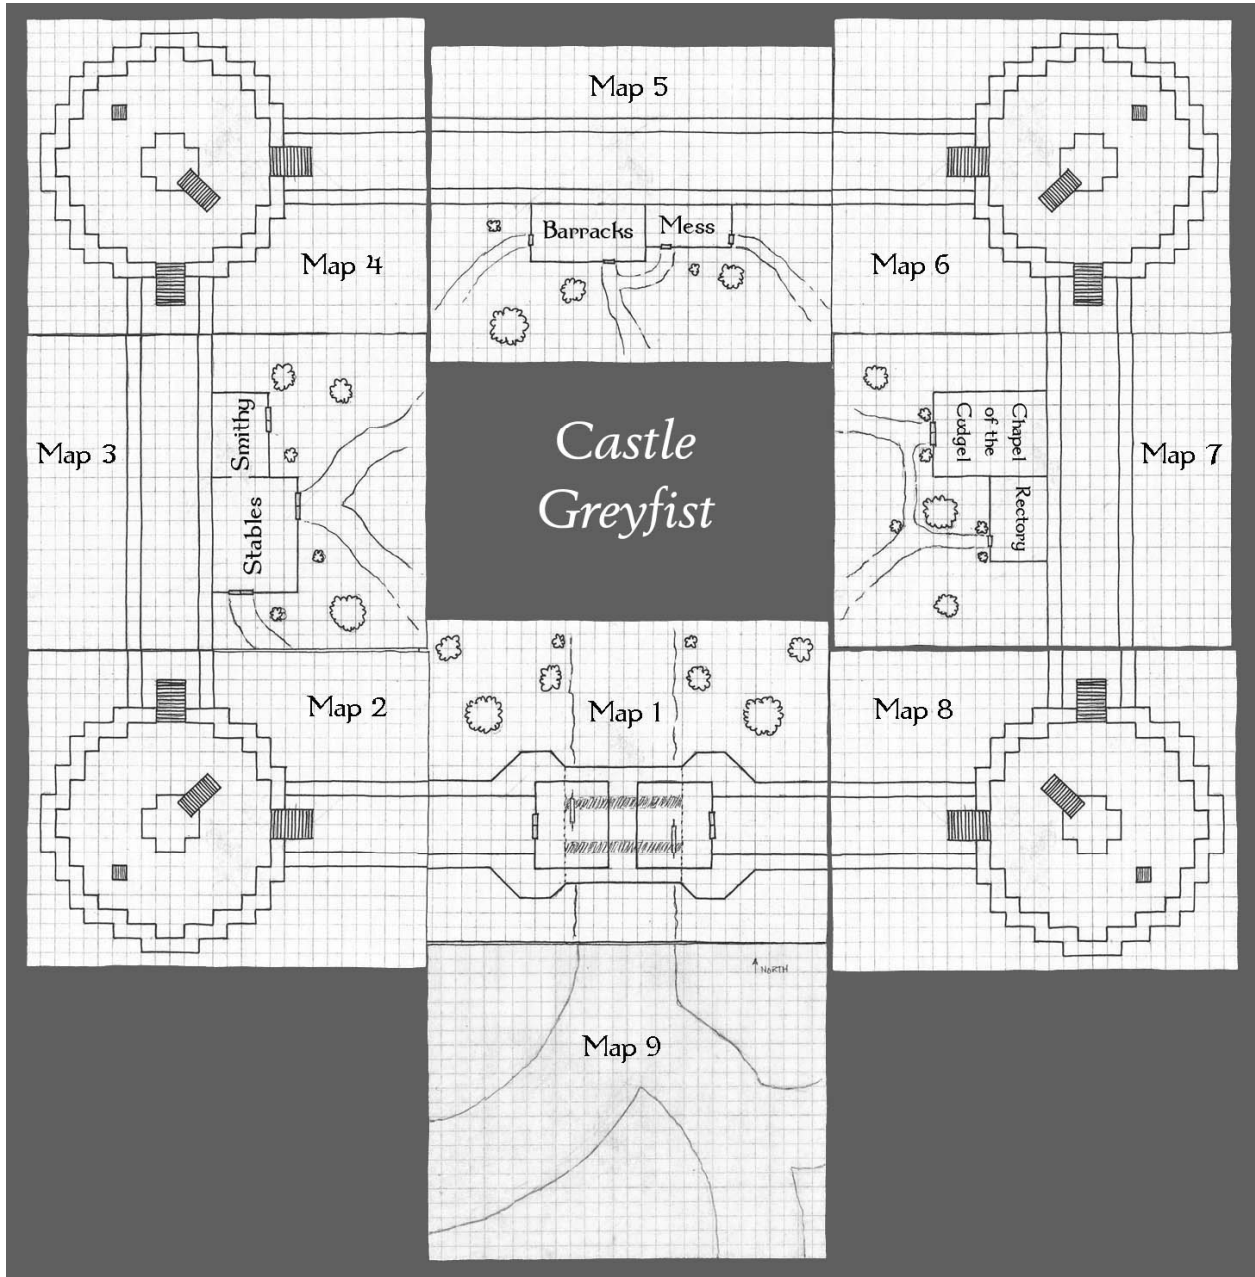 Map 5
Barracks
Mess
Map 4
Map 6
Map 3
Smithy
Stables
Castle
Greyfist
Chapel
of the
Cudgel
Rectory
Map 7
Map 2
Map 1
Map 8
NORTH
Map 9